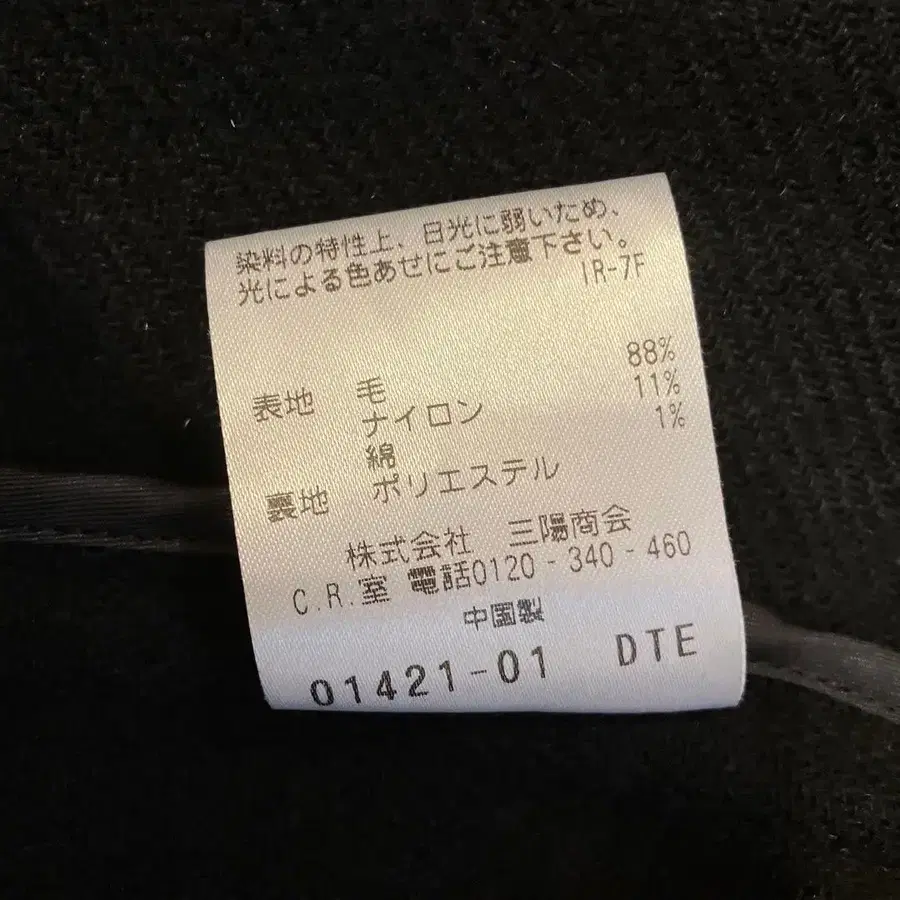 染料の特性上、日光に弱いため、
光による色あせにご注意下さい。
IR-7F
表地 毛 88%
ナイロン 11%
綿 1%
裏地 ポリエステル
株式会社 三陽商会
C.R.室 電話0120-340-460
中国製
01421-01 DTE